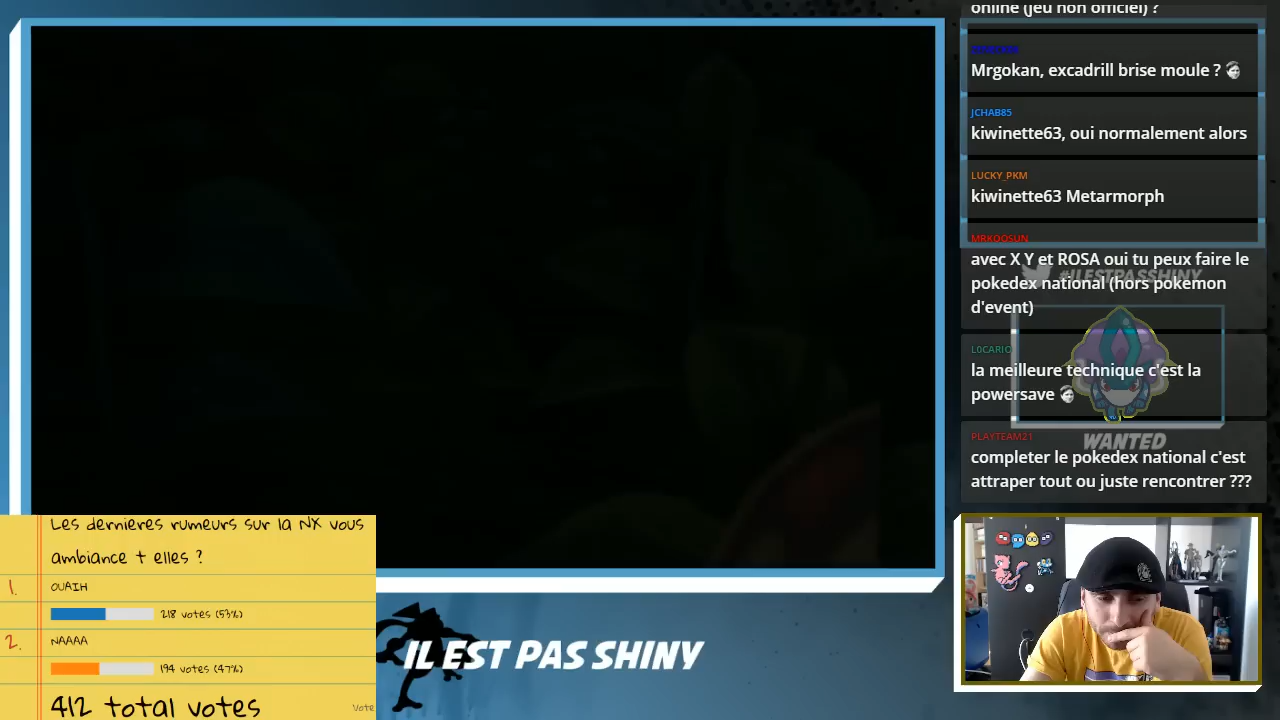 online (jeu non officiel) ?
Mrgokan, excadrill brise moule ?
JCHAB85
kiwinette63, oui normalement alors
LUCKY_PKM
kiwinette63 Metarmorph
MRKOOSUN
avec X Y et ROSA oui tu peux faire le
pokedex national (hors pokemon
d'event)
#ILESTPASSHINY
L0CARIO
la meilleure technique c'est la
powersave
WANTED
PLAYTEAM21
completer le pokedex national c'est
attraper tout ou juste rencontrer ???
Les dernieres rumeurs sur la NX vous
ambiance t elles ?
1. OUAIH
218 votes (53%)
2. NAAAA
194 votes (47%)
412 total votes
Vote
IL EST PAS SHINY